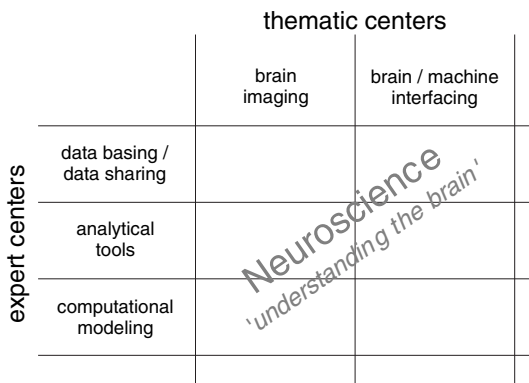 thematic centers
brain
imaging
brain / machine
interfacing
expert centers
data basing /
data sharing
analytical
tools
computational
modeling
Neuroscience
'understanding the brain'